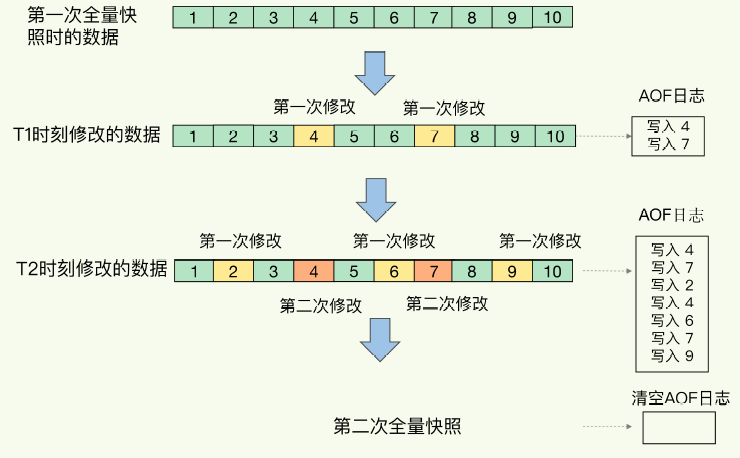 第一次全量快
照时的数据
1 2 3 4 5 6 7 8 9 10
第一次修改 第一次修改
AOF日志
T1时刻修改的数据
1 2 3 4 5 6 7 8 9 10
写入 4
写入 7
AOF日志
第一次修改 第一次修改 第一次修改
T2时刻修改的数据
1 2 3 4 5 6 7 8 9 10
第二次修改 第二次修改
写入 4
写入 7
写入 2
写入 4
写入 6
写入 7
写入 9
清空AOF日志
第二次全量快照